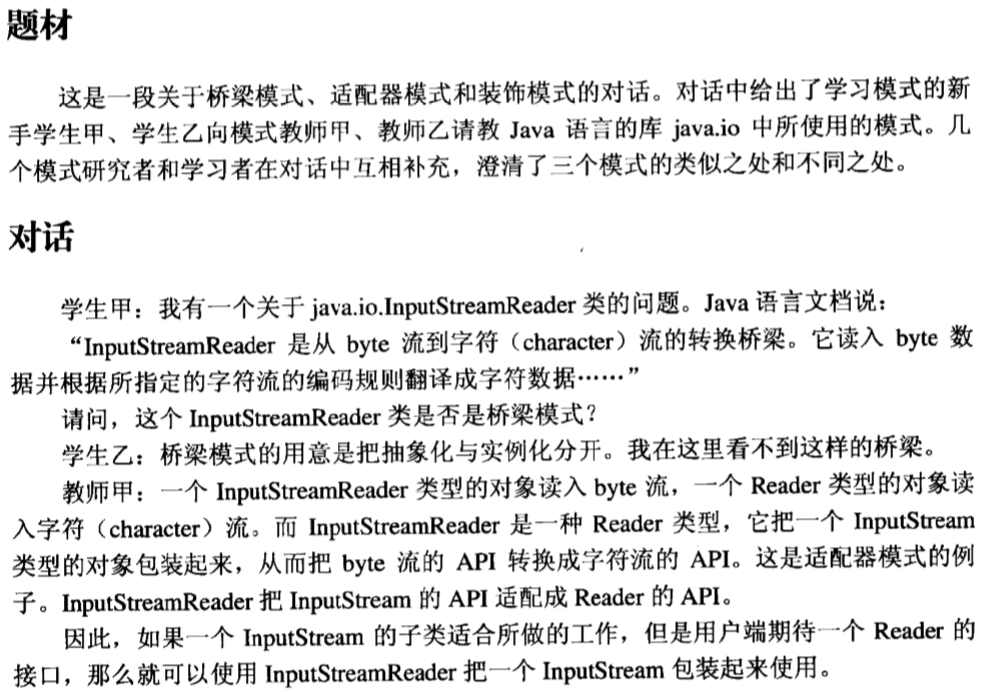 题材
这是一段关于桥梁模式、适配器模式和装饰模式的对话。对话中给出了学习模式的新
手学生甲、学生乙向模式教师甲、教师乙请教 Java 语言的库 java.io 中所使用的模式。几
个模式研究者和学习者在对话中互相补充，澄清了三个模式的类似之处和不同之处。
对话
学生甲：我有一个关于 java.io.InputStreamReader 类的问题。Java 语言文档说：
“InputStreamReader 是从 byte 流到字符（character）流的转换桥梁。它读入 byte 数
据并根据所指定的字符流的编码规则翻译成字符数据……”
请问，这个 InputStreamReader 类是否是桥梁模式？
学生乙：桥梁模式的用意是把抽象化与实例化分开。我在这里看不到这样的桥梁。
教师甲：一个 InputStreamReader 类型的对象读入 byte 流，一个 Reader 类型的对象读
入字符（character）流。而 InputStreamReader 是一种 Reader 类型，它把一个 InputStream
类型的对象包装起来，从而把 byte 流的 API 转换成字符流的 API。这是适配器模式的例
子。InputStreamReader 把 InputStream 的 API 适配成 Reader 的 API。
因此，如果一个 InputStream 的子类适合所做的工作，但是用户端期待一个 Reader 的
接口，那么就可以使用 InputStreamReader 把一个 InputStream 包装起来使用。